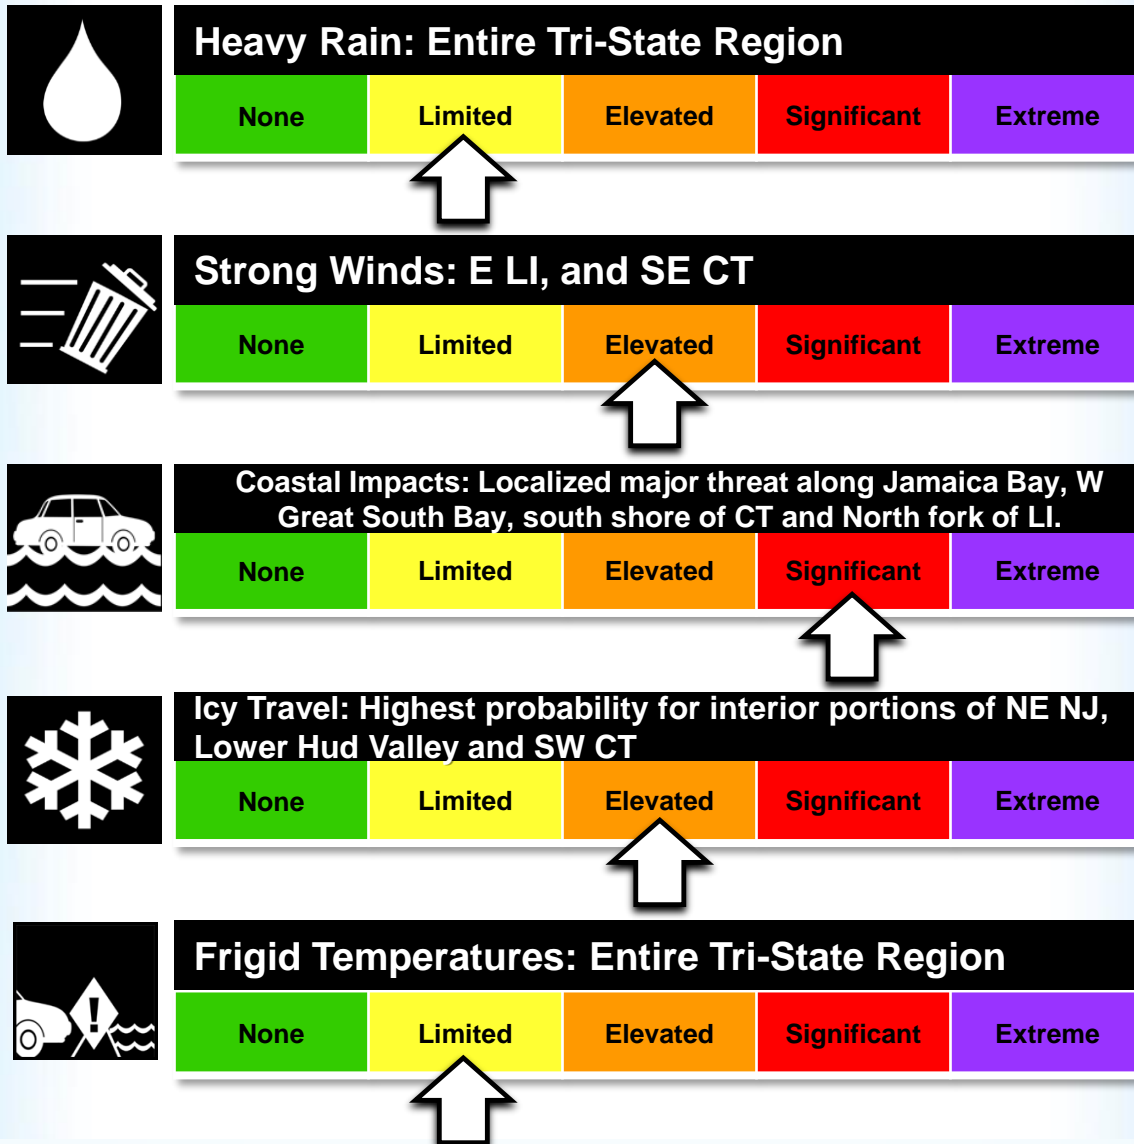 Heavy Rain: Entire Tri-State Region
None Limited Elevated Significant Extreme
Strong Winds: E LI, and SE CT
None Limited Elevated Significant Extreme
Coastal Impacts: Localized major threat along Jamaica Bay, W
Great South Bay, south shore of CT and North fork of LI.
None Limited Elevated Significant Extreme
Icy Travel: Highest probability for interior portions of NE NJ,
Lower Hud Valley and SW CT
None Limited Elevated Significant Extreme
!
Frigid Temperatures: Entire Tri-State Region
None Limited Elevated Significant Extreme